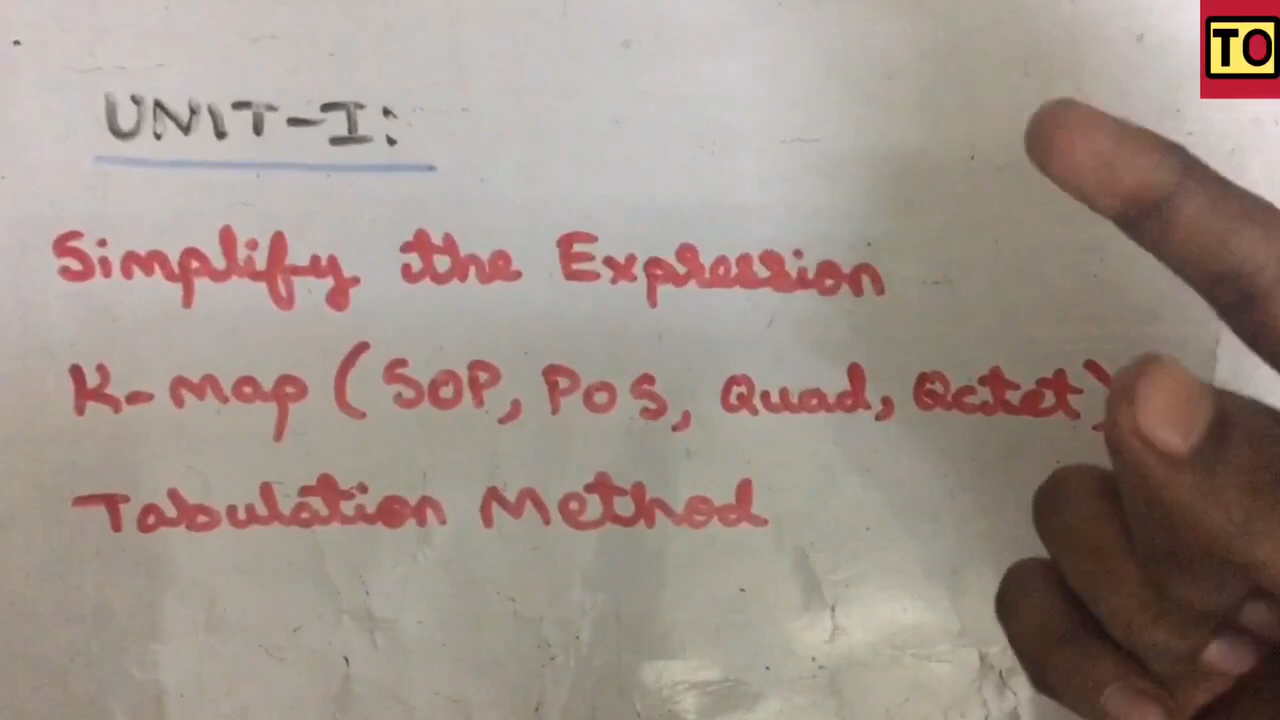 TO
UNIT-I:
Simplify the Expression
K-map (SOP, POS, Quad, Octet)
Tabulation Method